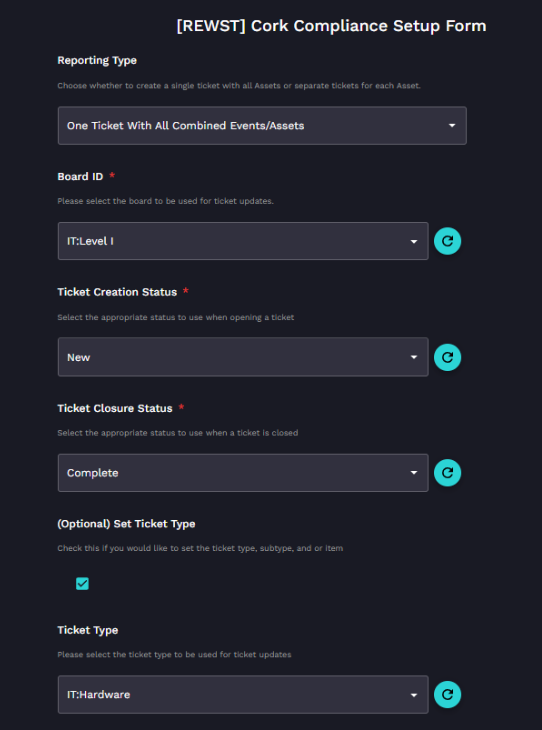 [REWST] Cork Compliance Setup Form
Reporting Type
Choose whether to create a single ticket with all Assets or separate tickets for each Asset.
One Ticket With All Combined Events/Assets
Board ID *
Please select the board to be used for ticket updates.
IT:Level I
Ticket Creation Status *
Select the appropriate status to use when opening a ticket
New
Ticket Closure Status *
Select the appropriate status to use when a ticket is closed
Complete
(Optional) Set Ticket Type
Check this if you would like to set the ticket type, subtype, and or item
Ticket Type
Please select the ticket type to be used for ticket updates
IT:Hardware